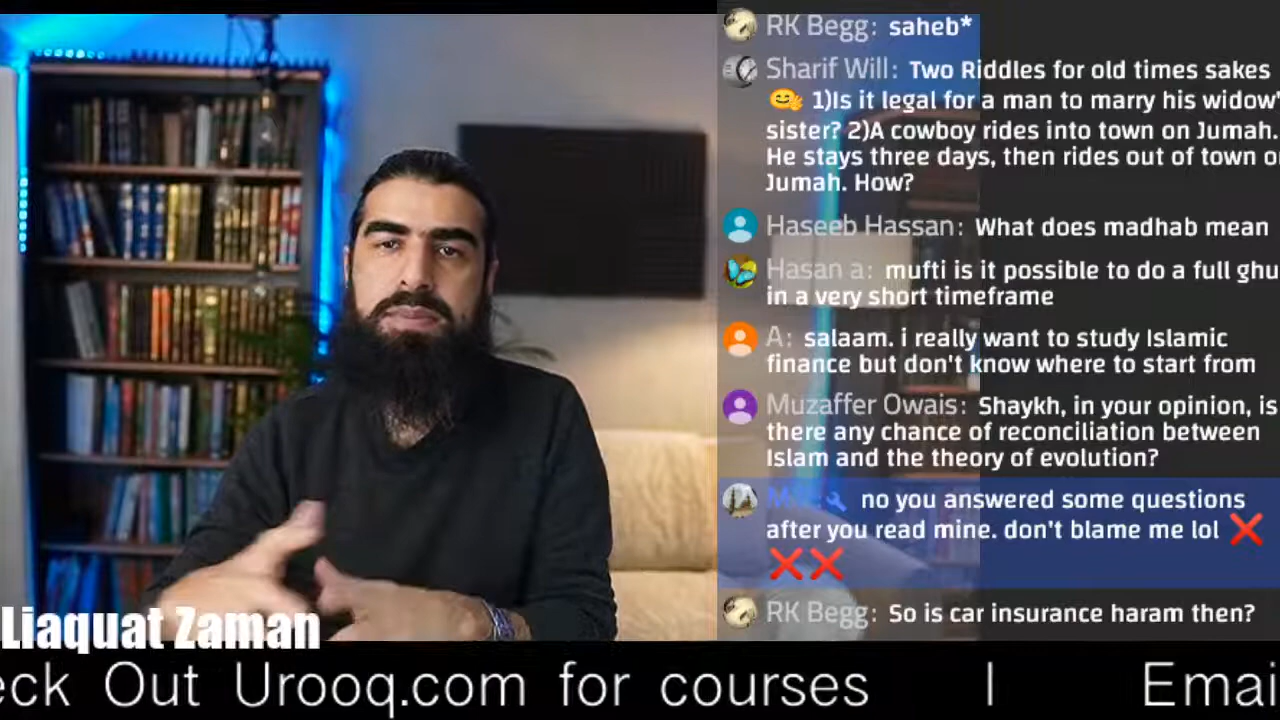 RK Begg: saheb*
Sharif Will: Two Riddles for old times sakes
1)Is it legal for a man to marry his widow'
sister? 2)A cowboy rides into town on Jumah.
He stays three days, then rides out of town o
Jumah. How?
Haseeb Hassan: What does madhab mean
Hasan a: mufti is it possible to do a full ghu
in a very short timeframe
A: salaam. i really want to study Islamic
finance but don't know where to start from
Muzaffer Owais: Shaykh, in your opinion, is
there any chance of reconciliation between
Islam and the theory of evolution?
no you answered some questions
after you read mine. don't blame me lol ❌
❌❌
RK Begg: So is car insurance haram then?
Liaquat Zaman
eck Out Urooq.com for courses | Emai